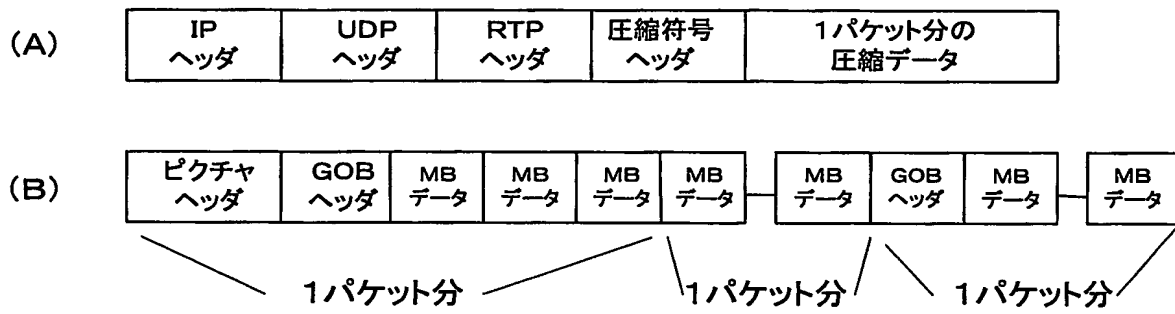 (A)
IP
ヘッダ
UDP
ヘッダ
RTP
ヘッダ
圧縮符号
ヘッダ
1パケット分の
圧縮データ
(B)
ピクチャ
ヘッダ
GOB
ヘッダ
MB
データ
MB
データ
MB
データ
MB
データ
MB
データ
GOB
ヘッダ
MB
データ
MB
データ
1パケット分
1パケット分
1パケット分